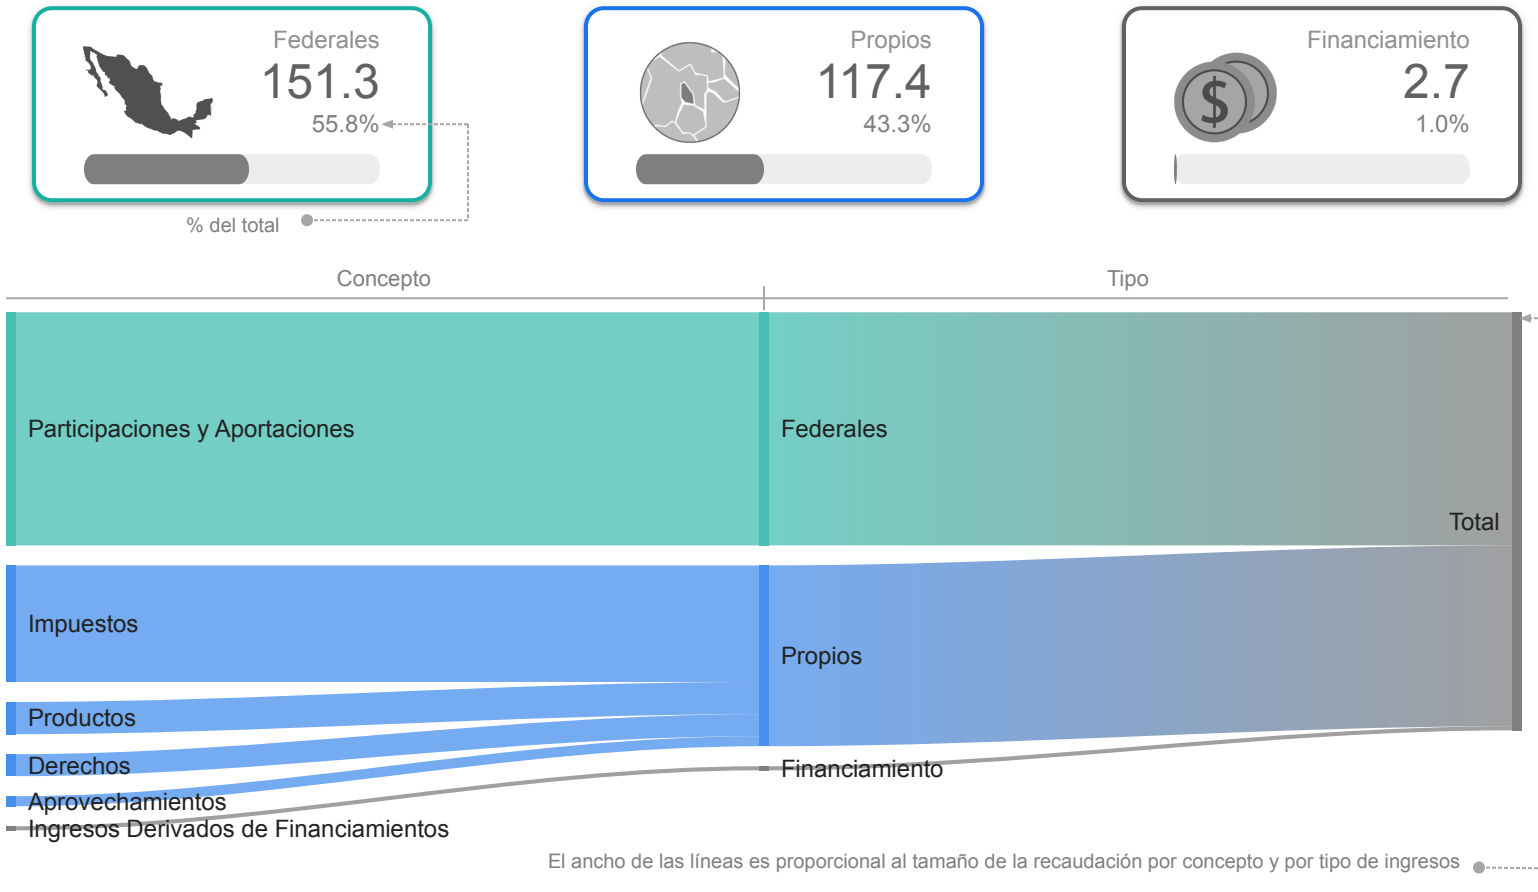 Federales
151.3
55.8%
Propios
117.4
43.3%
$
Financiamiento
2.7
1.0%
% del total
Concepto
Tipo
Participaciones y Aportaciones
Federales
Total
Impuestos
Propios
Productos
Derechos
Financiamiento
Aprovechamientos
Ingresos Derivados de Financiamientos
El ancho de las líneas es proporcional al tamaño de la recaudación por concepto y por tipo de ingresos